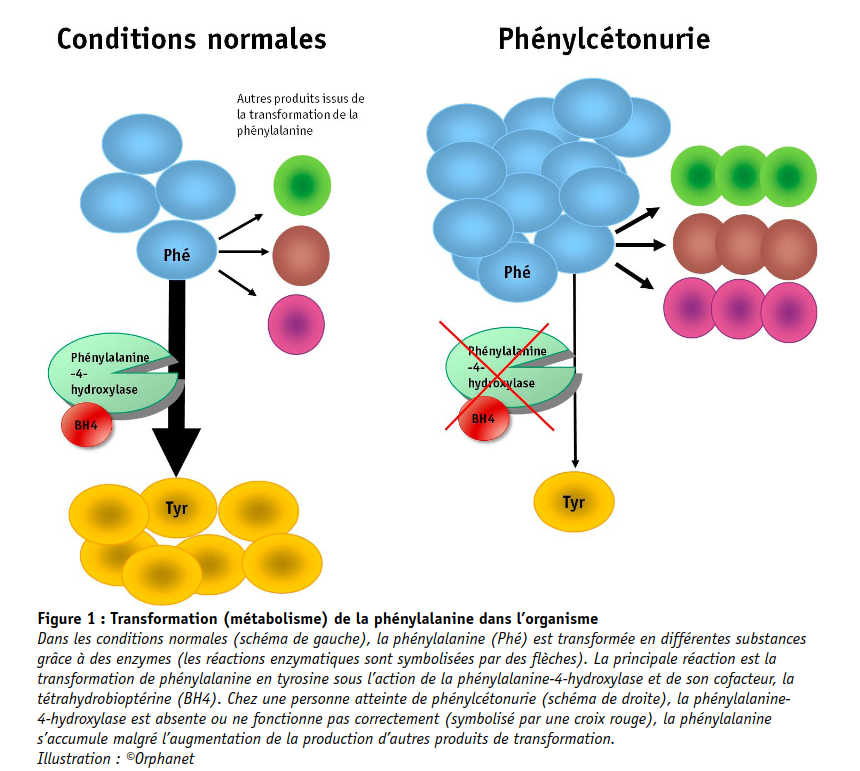 Conditions normales
Phénylcétonurie
Autres produits issus de
la transformation de la
phénylalanine
Phé
Phénylalanine
-4-
hydroxylase
BH4
Tyr
Phé
Phénylalanine
-4-
hydroxylase
BH4
Tyr
Figure 1 : Transformation (métabolisme) de la phénylalanine dans l’organisme
Dans les conditions normales (schéma de gauche), la phénylalanine (Phé) est transformée en différentes substances
grâce à des enzymes (les réactions enzymatiques sont symbolisées par des flèches). La principale réaction est la
transformation de phénylalanine en tyrosine sous l’action de la phénylalanine-4-hydroxylase et de son cofacteur, la
tétrahydrobioptérine (BH4). Chez une personne atteinte de phénylcétonurie (schéma de droite), la phénylalanine-
4-hydroxylase est absente ou ne fonctionne pas correctement (symbolisé par une croix rouge), la phénylalanine
s’accumule malgré l’augmentation de la production d’autres produits de transformation.
Illustration : ©Orphanet